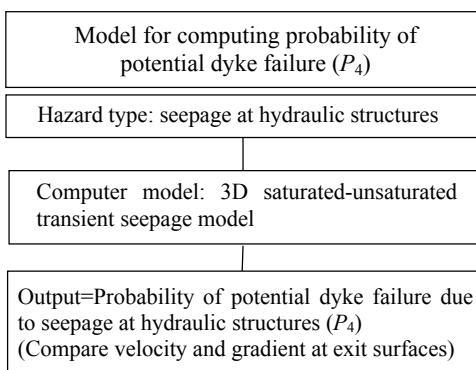 Model for computing probability of
potential dyke failure (P4)
Hazard type: seepage at hydraulic structures
Computer model: 3D saturated-unsaturated
transient seepage model
Output=Probability of potential dyke failure due
to seepage at hydraulic structures (P4)
(Compare velocity and gradient at exit surfaces)